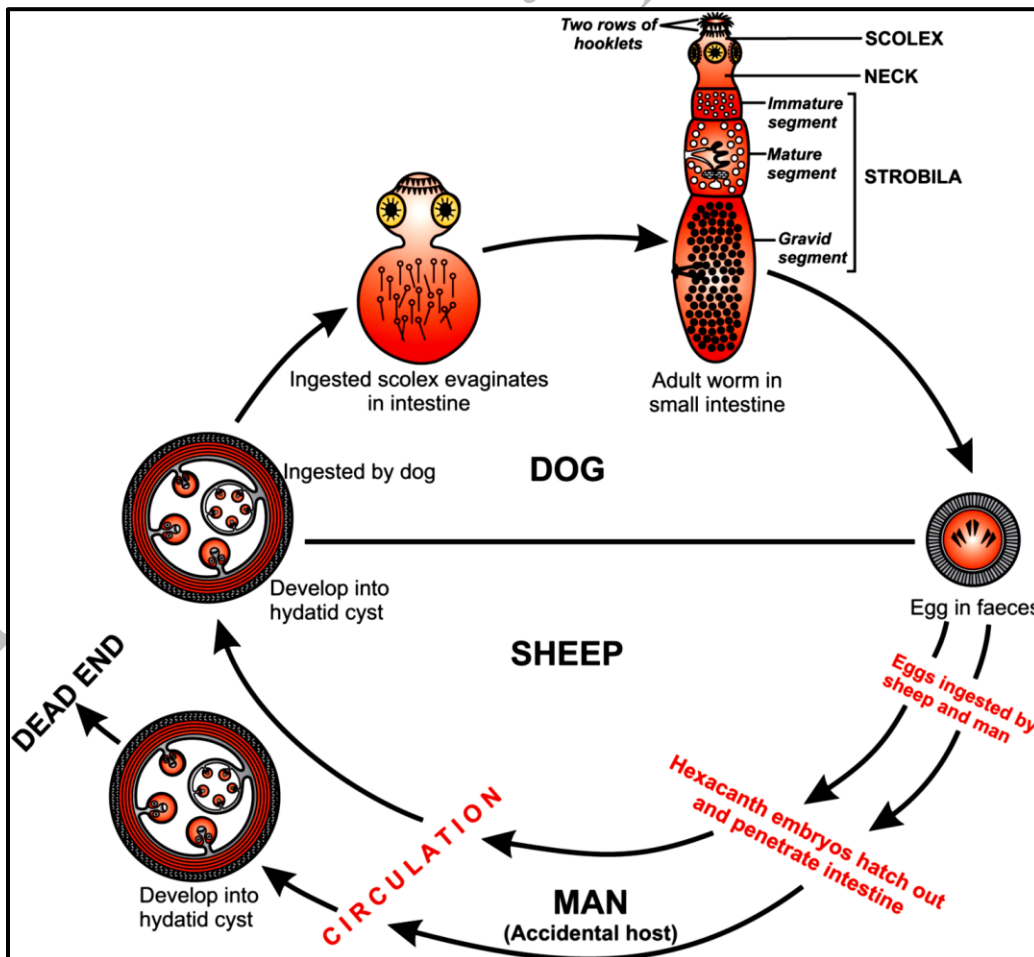 Two rows of
hooklets
SCOLEX
NECK
Immature
segment
Mature
segment
STROBILA
Gravid
segment
Ingested scolex evaginates
in intestine
Adult worm in
small intestine
Ingested by dog
DOG
Develop into
hydatid cyst
Egg in faeces
SHEEP
Eggs ingested by
sheep and man
DEAD END
Hexacanth embryos hatch out
and penetrate intestine
CIRCULATION
Develop into
hydatid cyst
MAN
(Accidental host)